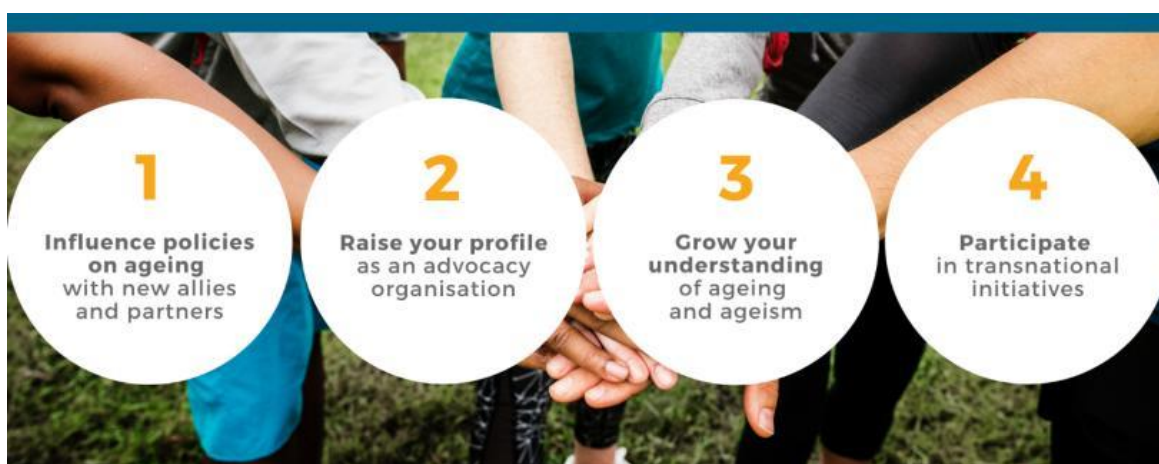 1
Influence policies
on ageing
with new allies
and partners
2
Raise your profile
as an advocacy
organisation
3
Grow your
understanding
of ageing
and ageism
4
Participate
in transnational
initiatives